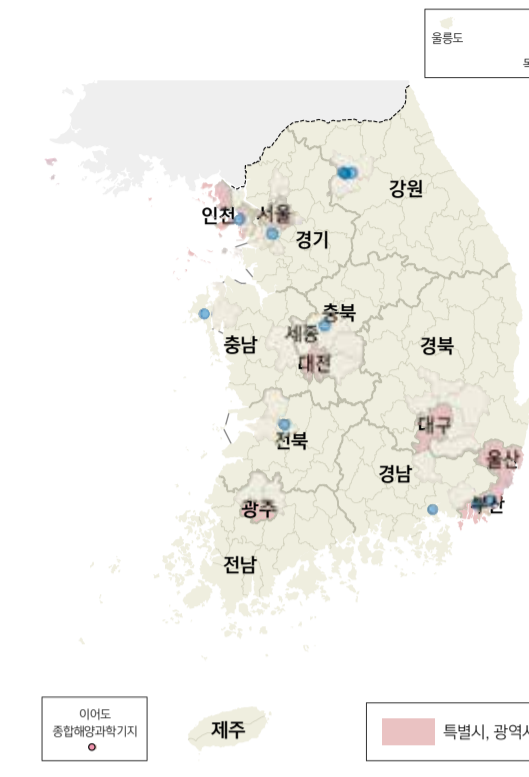 울릉도
강원
인천 서울
경기
충북
세종
충남 경북
대전
대구
전북
울산
경남
부산
광주
전남
이어도
종합해양과학기지
제주
특별시, 광역시